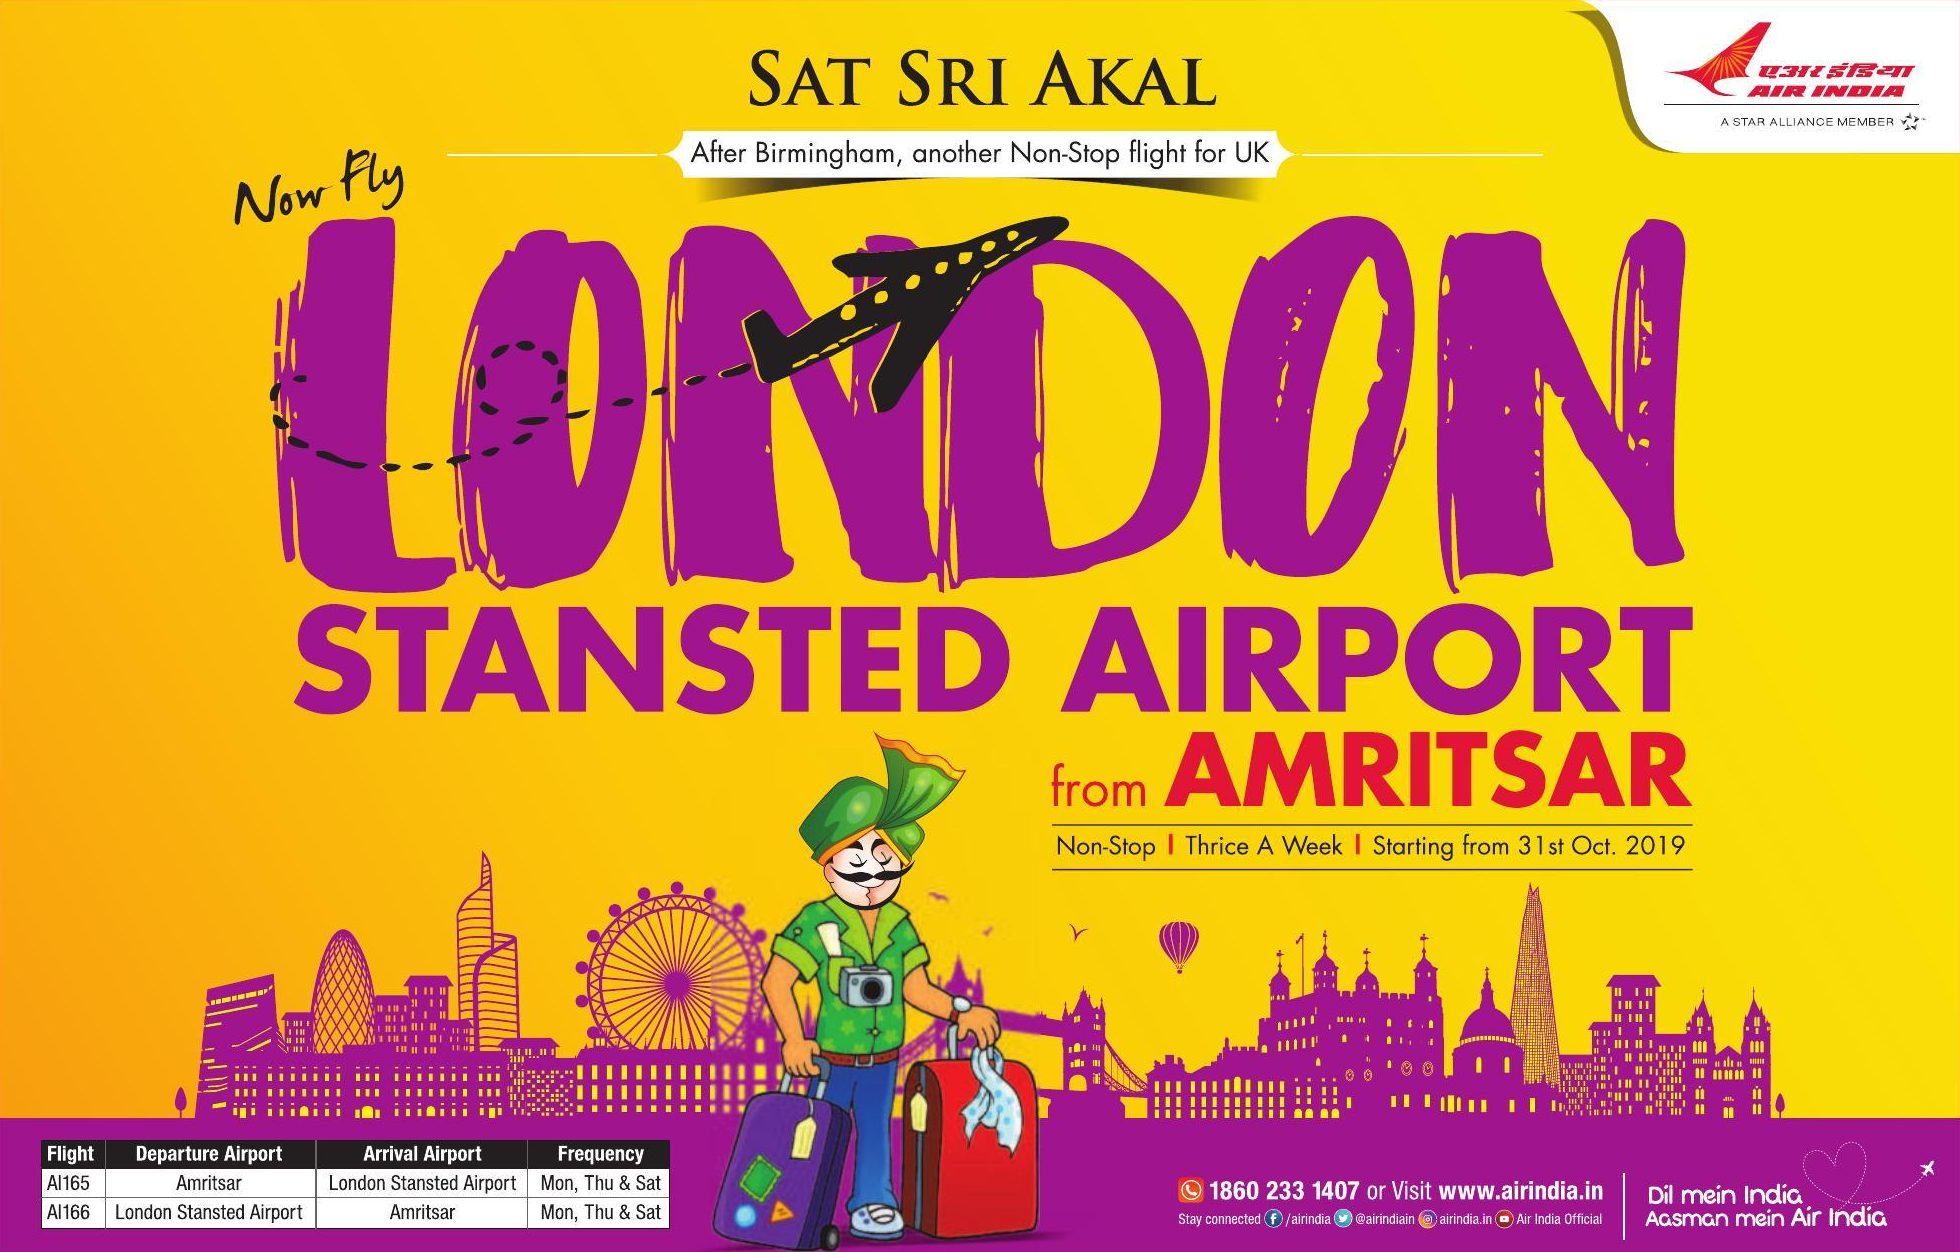 SAT SRI AKAL
एअर इंडिया
AIR INDIA
A STAR ALLIANCE MEMBER
After Birmingham, another Non-Stop flight for UK
Now Fly
LONDON
STANSTED AIRPORT
from AMRITSAR
Non-Stop | Thrice A Week | Starting from 31st Oct. 2019
Flight Departure Airport Arrival Airport Frequency
AI165 Amritsar London Stansted Airport Mon, Thu & Sat
AI166 London Stansted Airport Amritsar Mon, Thu & Sat
1860 233 1407 or Visit www.airindia.in
Stay connected /airindia @airindiain airindia.in Air India Official
Dil mein India
Aasman mein Air India